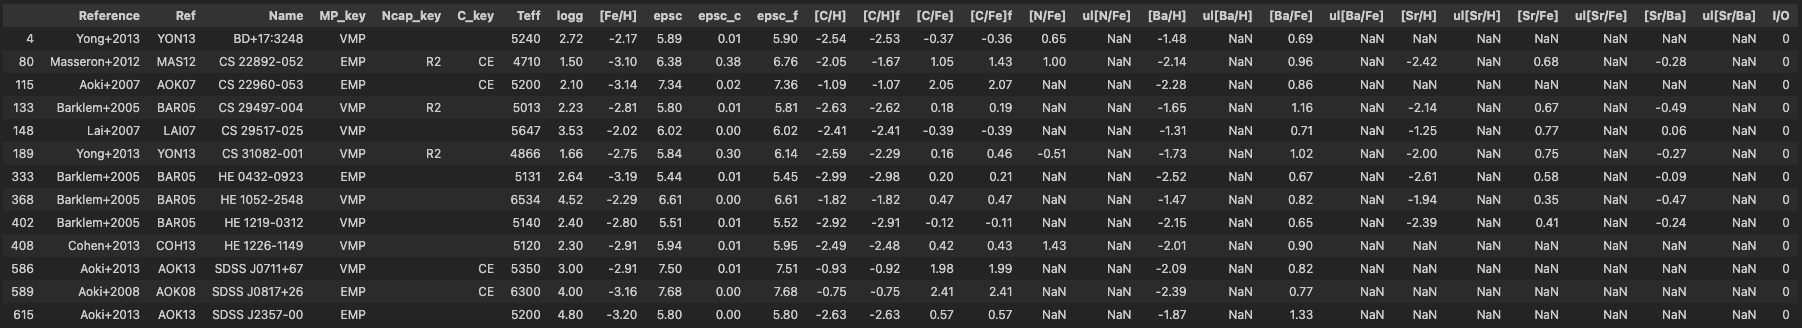 Reference Ref Name MP_key Ncap_key C_key Teff logg [Fe/H] epsc epsc_c epsc_f [C/H] [C/H]f [C/Fe] [C/Fe]f [N/Fe] ul[N/Fe] [Ba/H] ul[Ba/H] [Ba/Fe] ul[Ba/Fe] [Sr/H] ul[Sr/H] [Sr/Fe] ul[Sr/Fe] [Sr/Ba] ul[Sr/Ba] I/O
4 Yong+2013 YON13 BD+17:3248 VMP 5240 2.72 -2.17 5.89 0.01 5.90 -2.54 -2.53 -0.37 -0.36 0.65 NaN -1.48 NaN 0.69 NaN NaN NaN NaN NaN NaN NaN 0
80 Masseron+2012 MAS12 CS 22892-052 EMP R2 CE 4710 1.50 -3.10 6.38 0.38 6.76 -2.05 -1.67 1.05 1.43 1.00 NaN -2.14 NaN 0.96 NaN -2.42 NaN 0.68 NaN -0.28 NaN 0
115 Aoki+2007 AOK07 CS 22960-053 EMP CE 5200 2.10 -3.14 7.34 0.02 7.36 -1.09 -1.07 2.05 2.07 NaN NaN -2.28 NaN 0.86 NaN NaN NaN NaN NaN NaN NaN 0
133 Barklem+2005 BAR05 CS 29497-004 VMP R2 5013 2.23 -2.81 5.80 0.01 5.81 -2.63 -2.62 0.18 0.19 NaN NaN -1.65 NaN 1.16 NaN -2.14 NaN 0.67 NaN -0.49 NaN 0
148 Lai+2007 LAI07 CS 29517-025 VMP 5647 3.53 -2.02 6.02 0.00 6.02 -2.41 -2.41 -0.39 -0.39 NaN NaN -1.31 NaN 0.71 NaN -1.25 NaN 0.77 NaN 0.06 NaN 0
189 Yong+2013 YON13 CS 31082-001 VMP R2 4866 1.66 -2.75 5.84 0.30 6.14 -2.59 -2.29 0.16 0.46 -0.51 NaN -1.73 NaN 1.02 NaN -2.00 NaN 0.75 NaN -0.27 NaN 0
333 Barklem+2005 BAR05 HE 0432-0923 EMP 5131 2.64 -3.19 5.44 0.01 5.45 -2.99 -2.98 0.20 0.21 NaN NaN -2.52 NaN 0.67 NaN -2.61 NaN 0.58 NaN -0.09 NaN 0
368 Barklem+2005 BAR05 HE 1052-2548 VMP 6534 4.52 -2.29 6.61 0.00 6.61 -1.82 -1.82 0.47 0.47 NaN NaN -1.47 NaN 0.82 NaN -1.94 NaN 0.35 NaN -0.47 NaN 0
402 Barklem+2005 BAR05 HE 1219-0312 VMP 5140 2.40 -2.80 5.51 0.01 5.52 -2.92 -2.91 -0.12 -0.11 NaN NaN -2.15 NaN 0.65 NaN -2.39 NaN 0.41 NaN -0.24 NaN 0
408 Cohen+2013 COH13 HE 1226-1149 VMP 5120 2.30 -2.91 5.94 0.01 5.95 -2.49 -2.48 0.42 0.43 1.43 NaN -2.01 NaN 0.90 NaN NaN NaN NaN NaN NaN NaN 0
586 Aoki+2013 AOK13 SDSS J0711+67 VMP CE 5350 3.00 -2.91 7.50 0.01 7.51 -0.93 -0.92 1.98 1.99 NaN NaN -2.09 NaN 0.82 NaN NaN NaN NaN NaN NaN NaN 0
589 Aoki+2008 AOK08 SDSS J0817+26 EMP CE 6300 4.00 -3.16 7.68 0.00 7.68 -0.75 -0.75 2.41 2.41 NaN NaN -2.39 NaN 0.77 NaN NaN NaN NaN NaN NaN NaN 0
615 Aoki+2013 AOK13 SDSS J2357-00 EMP 5200 4.80 -3.20 5.80 0.00 5.80 -2.63 -2.63 0.57 0.57 NaN NaN -1.87 NaN 1.33 NaN NaN NaN NaN NaN NaN NaN 0